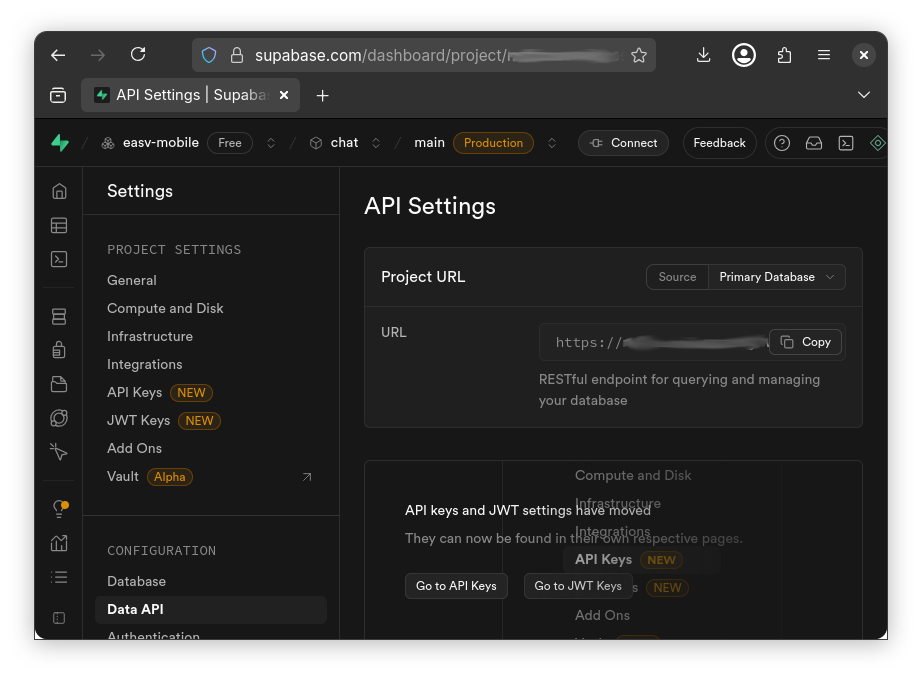 supabase.com/dashboard/project/
API Settings | Supaba
easv-mobile Free / chat / main Production Connect Feedback
Settings
API Settings
PROJECT SETTINGS
General
Compute and Disk
Infrastructure
Integrations
API Keys NEW
JWT Keys NEW
Add Ons
Vault Alpha
CONFIGURATION
Database
Data API
Authentication
Project URL
Source Primary Database
URL
https://
Copy
RESTful endpoint for querying and managing
your database
Compute and Disk
Infrastructure
API keys and JWT settings have moved
Integrations
They can now be found in their own respective pages.
API Keys NEW
Go to API Keys Go to JWT Keys
NEW
Add Ons